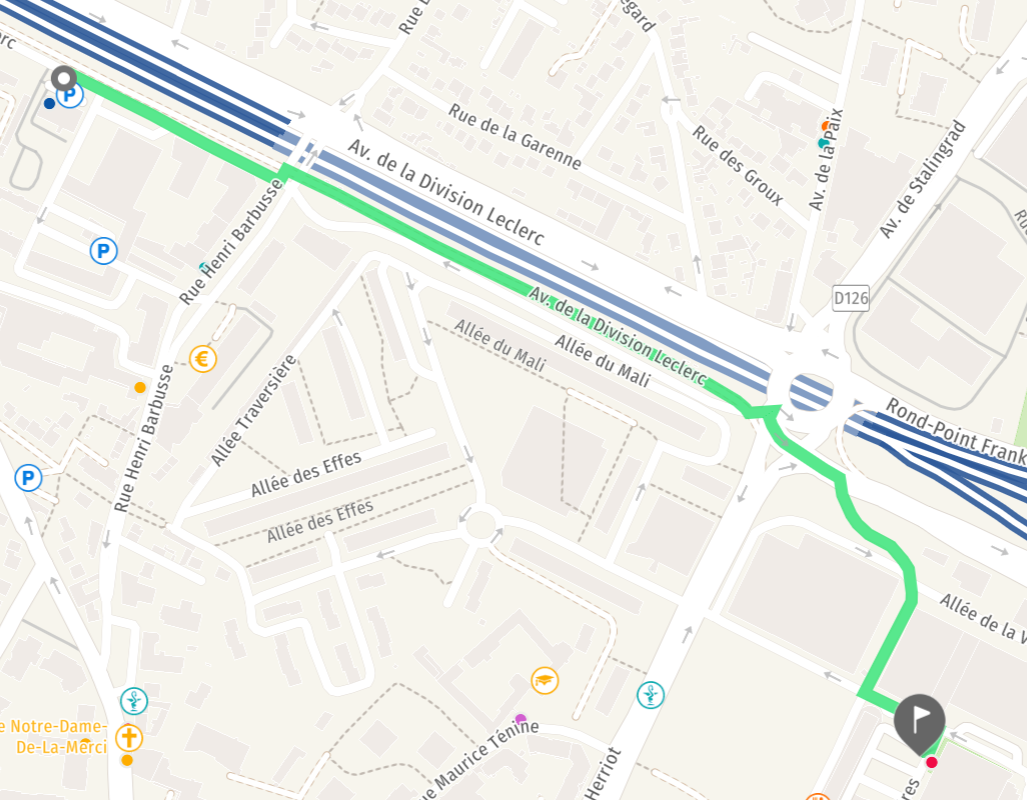 Rue de la Garenne
Rue des Groux
Av. de la Paix
Av. de Stalingrad
Av. de la Division Leclerc
P
P
Rue Henri Barbusse
D126
Av. de la Division Leclerc
Allée du Mali
Allée du Mali
€
Allée Traversière
Rond-Point Frank
Rue Henri Barbusse
Allée des Effes
P
Allée des Effes
Allée de la
Notre-Dame-
De-La-Merci
Maurice Ténine
Herriot